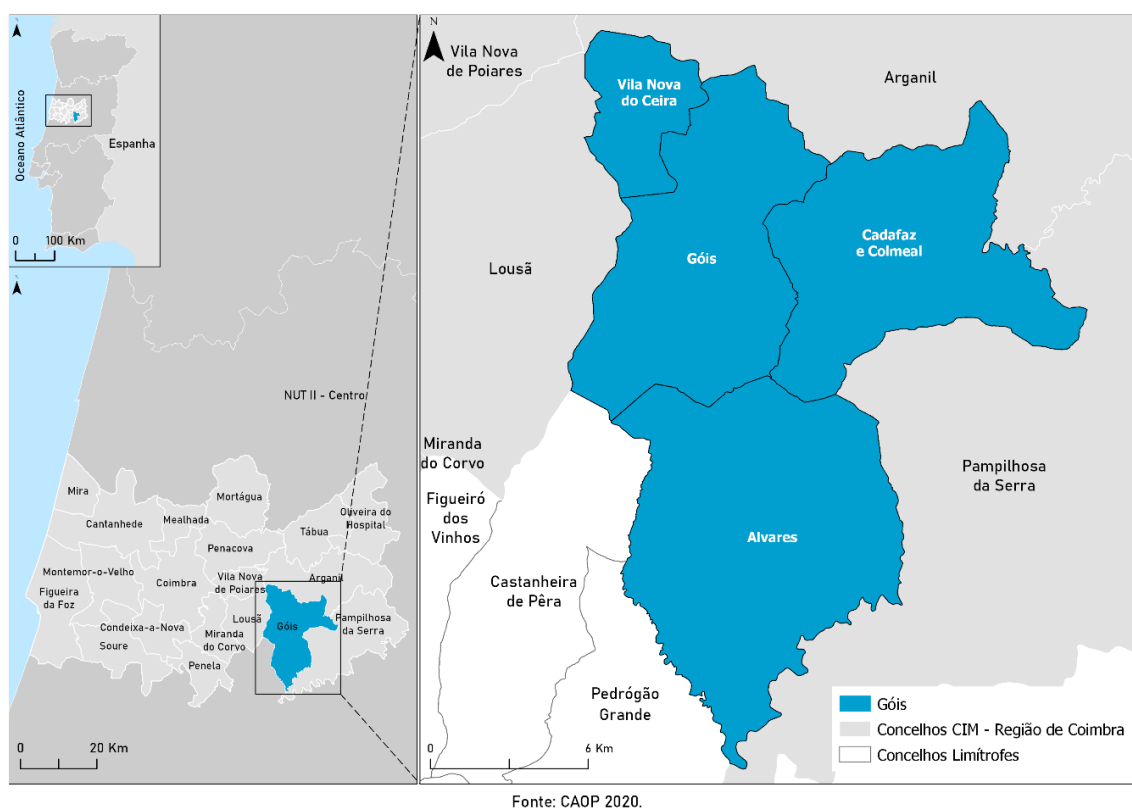 N
Oceano Atlântico
Espanha
0 100 Km
NUT II - Centro
Mira
Cantanhede
Mealhada
Mortágua
Oliveira do
Hospital
Tábua
Penacova
Montemor-o-Velho
Coimbra
Vila Nova
de Poiares
Arganil
Figueira
da Foz
Condeixa-a-Nova
Soure
Lousã
Góis
Pampilhosa
da Serra
Miranda
do Corvo
Penela
0 20 Km
N
Vila Nova
de Poiares
Arganil
Vila Nova
do Ceira
Cadafaz
e Colmeal
Góis
Lousã
Miranda
do Corvo
Figueiró
dos
Vinhos
Pampilhosa
da Serra
Alvares
Castanheira
de Pêra
Pedrógão
Grande
0 6 Km
Góis
Concelhos CIM - Região de Coimbra
Concelhos Limítrofes
Fonte: CAOP 2020.